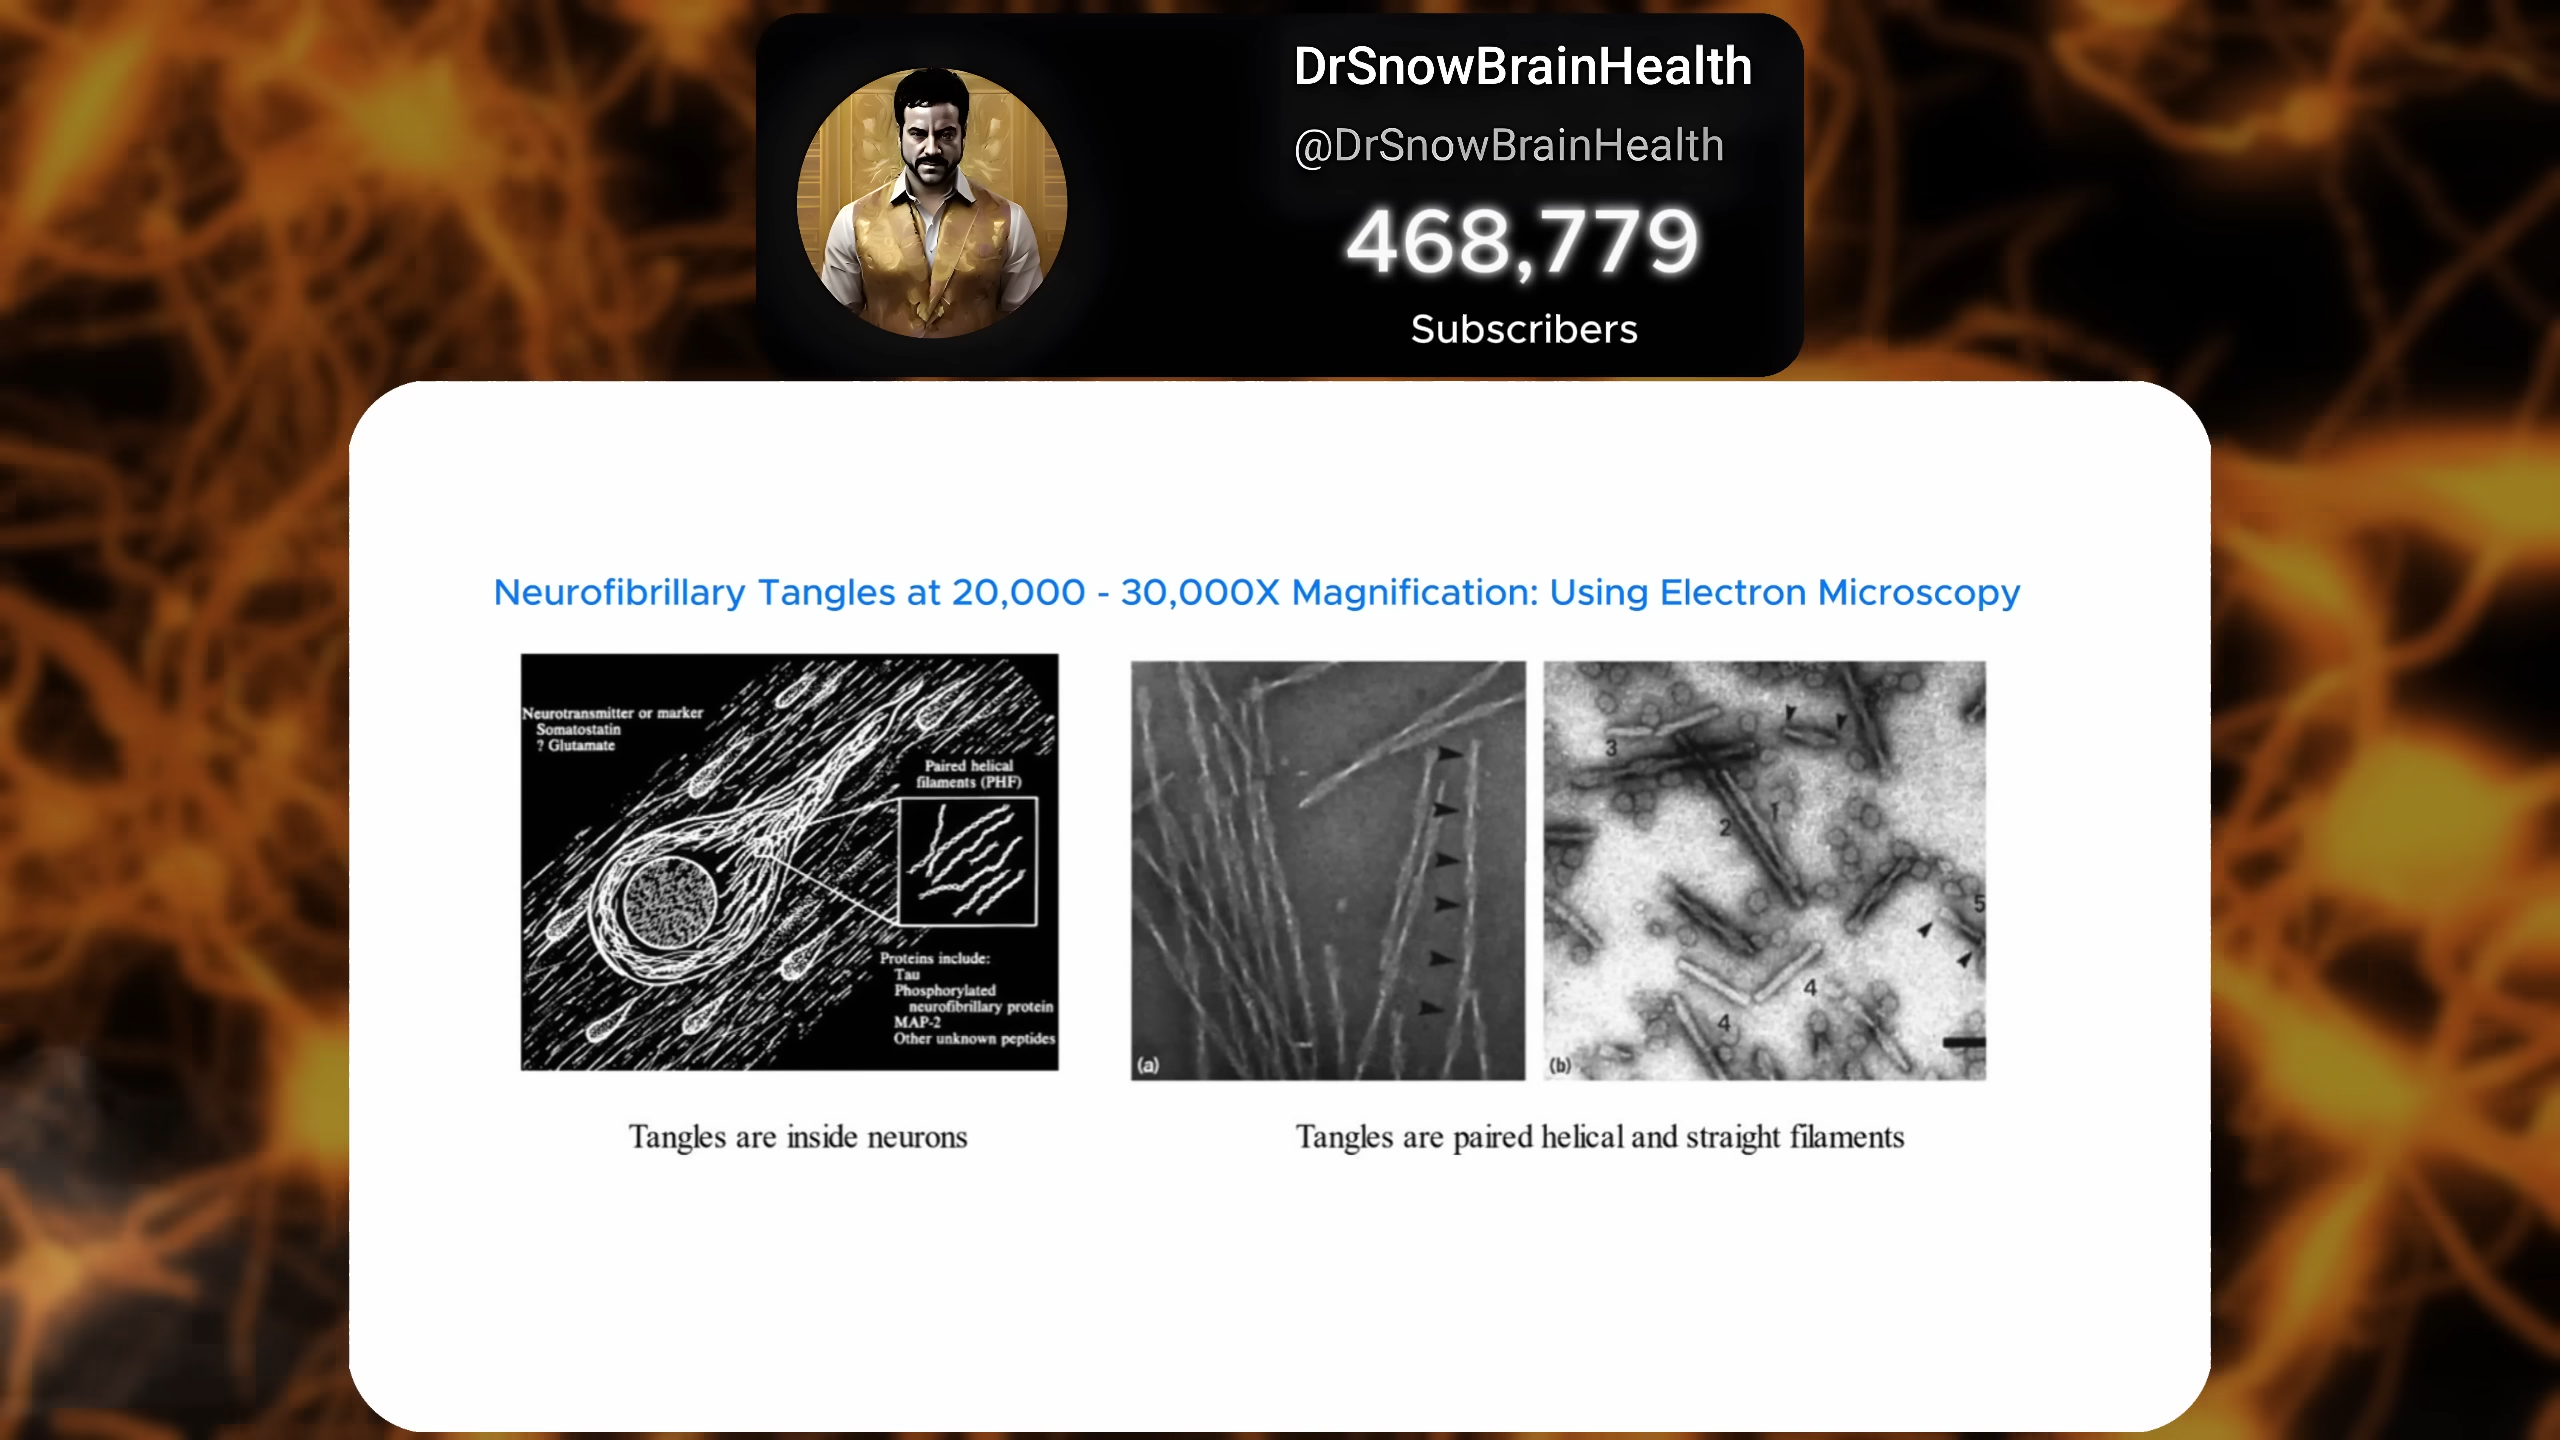 DrSnowBrainHealth
@DrSnowBrainHealth
468,779
Subscribers
Neurofibrillary Tangles at 20,000 - 30,000X Magnification: Using Electron Microscopy
Neurotransmitter or marker
Somatostatin
? Glutamate
Paired helical
filaments (PHF)
Proteins include:
Tau
Phosphorylated
neurofibrillary protein
MAP-2
Other unknown peptides
(a)
3
2
1
5
4
4
(b)
Tangles are inside neurons
Tangles are paired helical and straight filaments